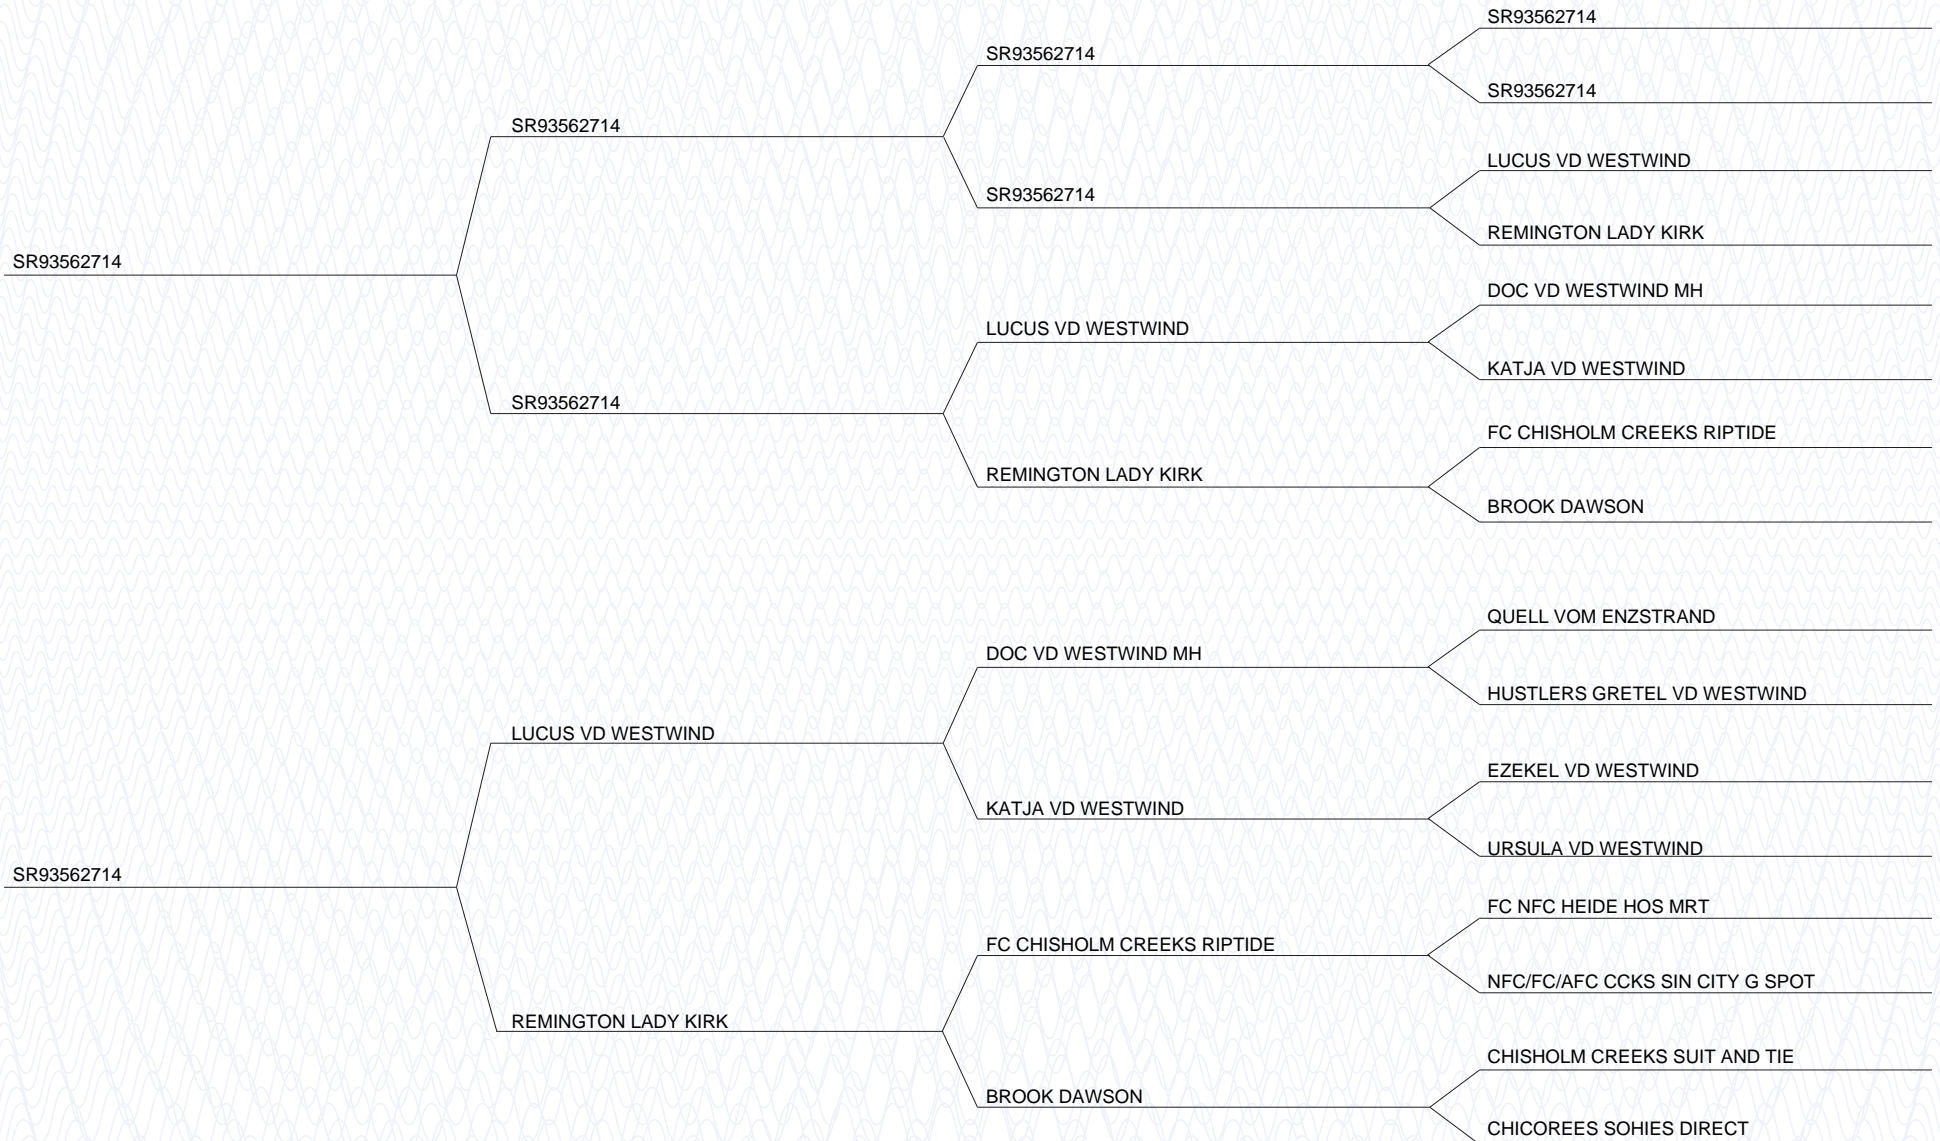 SR93562714
SR93562714
SR93562714
SR93562714
SR93562714
SR93562714
LUCUS VD WESTWIND
REMINGTON LADY KIRK
SR93562714
LUCUS VD WESTWIND
DOC VD WESTWIND MH
KATJA VD WESTWIND
REMINGTON LADY KIRK
FC CHISHOLM CREEKS RIPTIDE
BROOK DAWSON
SR93562714
LUCUS VD WESTWIND
DOC VD WESTWIND MH
QUELL VOM ENZSTRAND
HUSTLERS GRETEL VD WESTWIND
KATJA VD WESTWIND
EZEKEL VD WESTWIND
URSULA VD WESTWIND
REMINGTON LADY KIRK
FC CHISHOLM CREEKS RIPTIDE
FC NFC HEIDE HOS MRT
NFC/FC/AFC CCKS SIN CITY G SPOT
BROOK DAWSON
CHISHOLM CREEKS SUIT AND TIE
CHICOREES SOHIES DIRECT